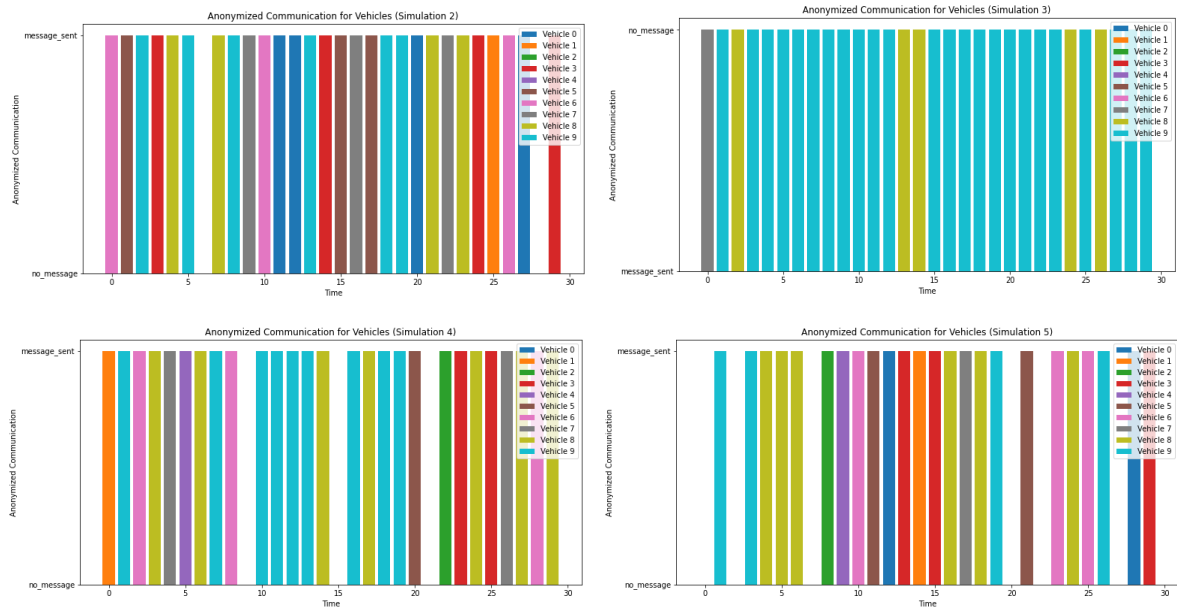 Anonymized Communication for Vehicles (Simulation 2)
message_sent
no_message
Anonymized Communication
0 5 10 15 20 25 30
Time
Vehicle 0
Vehicle 1
Vehicle 2
Vehicle 3
Vehicle 4
Vehicle 5
Vehicle 6
Vehicle 7
Vehicle 8
Vehicle 9
Anonymized Communication for Vehicles (Simulation 3)
no_message
message_sent
Anonymized Communication
0 5 10 15 20 25 30
Time
Vehicle 0
Vehicle 1
Vehicle 2
Vehicle 3
Vehicle 4
Vehicle 5
Vehicle 6
Vehicle 7
Vehicle 8
Vehicle 9
Anonymized Communication for Vehicles (Simulation 4)
message_sent
no_message
Anonymized Communication
0 5 10 15 20 25 30
Time
Vehicle 0
Vehicle 1
Vehicle 2
Vehicle 3
Vehicle 4
Vehicle 5
Vehicle 6
Vehicle 7
Vehicle 8
Vehicle 9
Anonymized Communication for Vehicles (Simulation 5)
message_sent
no_message
Anonymized Communication
0 5 10 15 20 25 30
Time
Vehicle 0
Vehicle 1
Vehicle 2
Vehicle 3
Vehicle 4
Vehicle 5
Vehicle 6
Vehicle 7
Vehicle 8
Vehicle 9